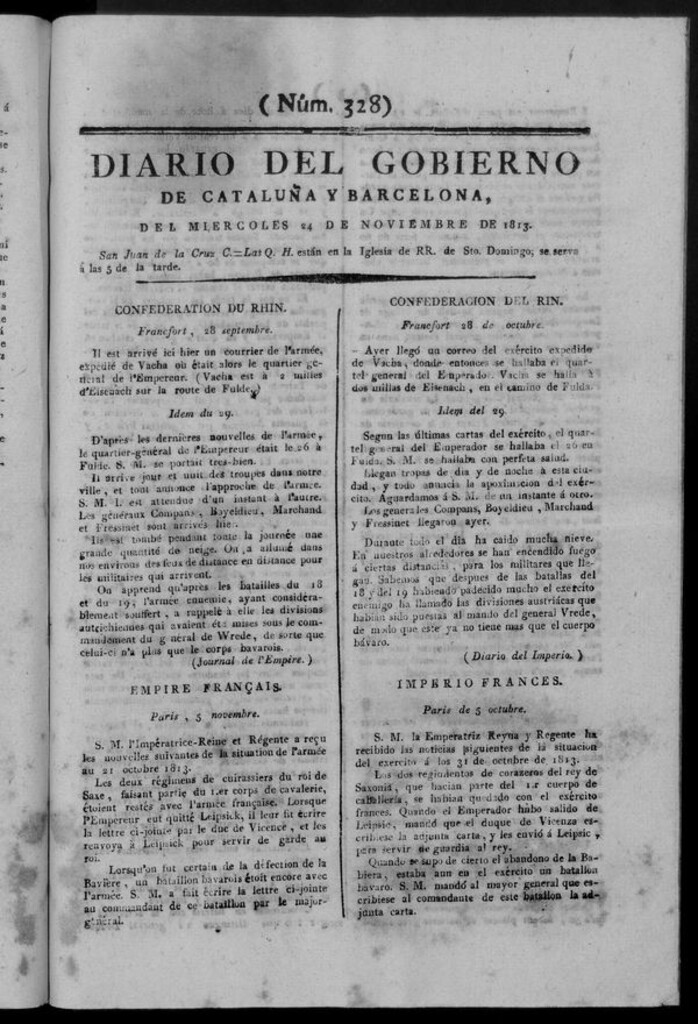 (Núm. 328)
DIARIO DEL GOBIERNO
DE CATALUÑA Y BARCELONA,
DEL MIERCOLES 24 DE NOVIEMBRE DE 1813.
San Juan de la Cruz C.=Las Q. H. están en la Iglesia de RR. de Sto. Domingo, se serva
á las 5 de la tarde.
CONFEDERATION DU RHIN.
Francfort, 28 septembre.
Il est arrivé ici hier un courrier de l'armée,
expédié de Vacha où était alors le quartier gé-
néral de l'Empereur. (Vacha est à 2 milles
d'Eisenach sur la route de Fulde.)
Idem du 29.
D'après les dernières nouvelles de l'armée,
le quartier-général de l'Empereur était le 26 à
Fulde. S. M. se portait tres-bien.
Il arrive jour et nuit des troupes dans notre
ville, et tout annonce l'approche de l'armée.
S. M. I. est attendue d'un instant à l'autre.
Les généraux Compans, Boyeldieu, Marchand
et Fressinet sont arrivés hier.
Ils est tombé pendant toute la journée une
grande quantité de neige. On a allumé dans
nos environs des feux de distance en distance pour
les militaires qui arrivent.
On apprend qu'après les batailles du 18
et du 19, l'armée ennemie, ayant considéra-
blement souffert, a rappelé à elle les divisions
autrichiennes qui avaient été mises sous le com-
mandement du général de Wrede, de sorte que
celui-ci n'a plus que le corps bavarois.
(Journal de l'Empire.)
EMPIRE FRANÇAIS.
Paris, 5 novembre.
S. M. l'Impératrice-Reine et Régente a reçu
les nouvelles suivantes de la situation de l'armée
au 21 octobre 1813.
Les deux régimens de cuirassiers du roi de
Saxe, faisant partie du 1.er corps de cavalerie,
étoient restés avec l'armée française. Lorsque
l'Empereur eut quitté Leipsick, il leur fit écrire
la lettre ci-jointe par le duc de Vicence, et les
renvoya à Leipsick pour servir de garde au
roi.
Lorsqu'on fut certain de la défection de la
Bavière, un bataillon bavarois étoit encore avec
l'armée. S. M. a fait écrire la lettre ci-jointe
au commandant de ce bataillon par le major-
général.
CONFEDERACION DEL RIN.
Francfort 28 de octubre.
Ayer llegó un correo del exército expedido
de Vacha, donde entonces se hallaba el quar-
tel general del Emperador. Vacha se halla á
dos millas de Eisenach, en el camino de Fulda.
Idem del 29.
Segun las últimas cartas del exército, el quar-
tel general del Emperador se hallaba el 26 en
Fulda. S. M. se hallaba con perfeta salud.
Llegan tropas de dia y de noche á esta ciu-
dad, y todo anuncia la apoximacion del exér-
cito. Aguardamos á S. M. de un instante á otro.
Los generales Compans, Boyeldieu, Marchand
y Fressinet llegaron ayer.
Durante todo el dia ha caido mucha nieve.
En nuestros alrededores se han encendido fuego
á ciertas distancias, para los militares que lle-
gan. Sabemos que despues de las batallas del
18 y del 19 habiendo padecido mucho el exército
enemigo ha llamado las divisiones austriacas que
habian sido puestas al mando del general Vrede,
de modo que este ya no tiene mas que el cuerpo
bávaro.
(Diario del Imperio.)
IMPERIO FRANCES.
Paris de 5 octubre.
S. M. la Emperatriz Reyna y Regente ha
recibido las noticias siguientes de la situacion
del exercito á los 31 de octubre de 1813.
Los dos regimientos de corazeros del rey de
Saxonia, que hacian parte del 1.r cuerpo de
caballería, se habian quedado con el exército
frances. Quando el Emperador hubo salido de
Leipsic, mandó que el duque de Vicenza es-
cribiese la adjunta carta, y les envió á Leipsic,
para servir de guardia al rey.
Quando se supo de cierto el abandono de la Ba-
biera, estaba aun en el exército un batallon
bavaro. S. M. mandó al mayor general que es-
cribiese al comandante de este batallon la ad-
junta carta.